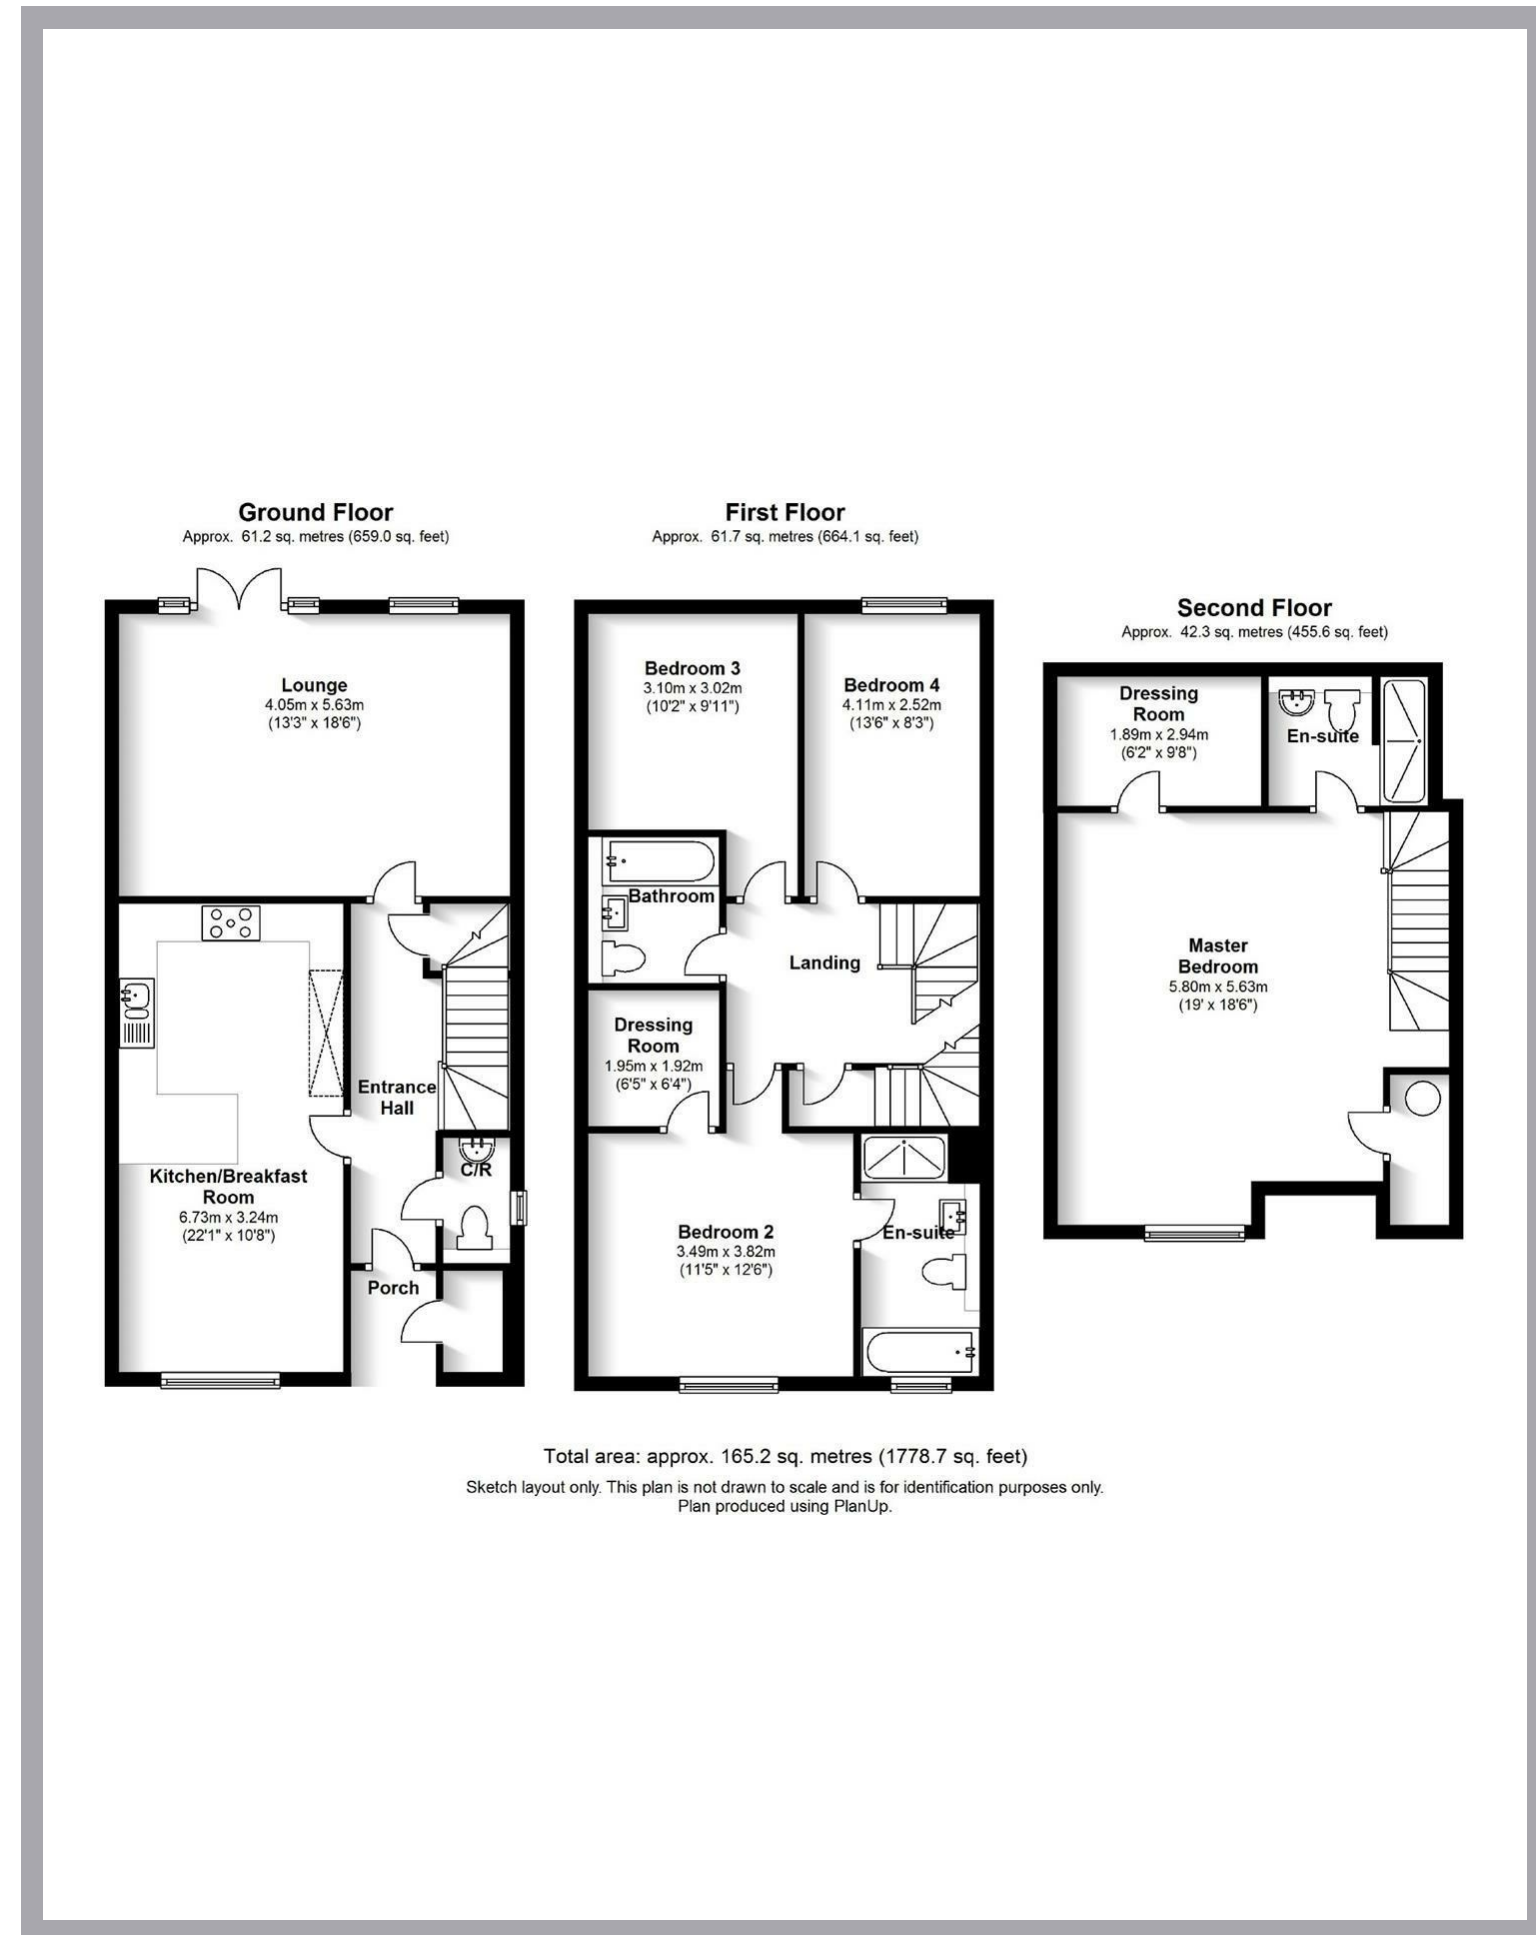 Ground Floor
Approx. 61.2 sq. metres (659.0 sq. feet)
Lounge
4.05m x 5.63m
(13'3" x 18'6")
Entrance
Hall
C/R
Kitchen/Breakfast
Room
6.73m x 3.24m
(22'1" x 10'8")
Porch
First Floor
Approx. 61.7 sq. metres (664.1 sq. feet)
Bedroom 3
3.10m x 3.02m
(10'2" x 9'11")
Bedroom 4
4.11m x 2.52m
(13'6" x 8'3")
Bathroom
Landing
Dressing
Room
1.95m x 1.92m
(6'5" x 6'4")
Bedroom 2
3.49m x 3.82m
(11'5" x 12'6")
En-suite
Second Floor
Approx. 42.3 sq. metres (455.6 sq. feet)
Dressing
Room
1.89m x 2.94m
(6'2" x 9'8")
En-suite
Master
Bedroom
5.80m x 5.63m
(19' x 18'6")
Total area: approx. 165.2 sq. metres (1778.7 sq. feet)
Sketch layout only. This plan is not drawn to scale and is for identification purposes only.
Plan produced using PlanUp.